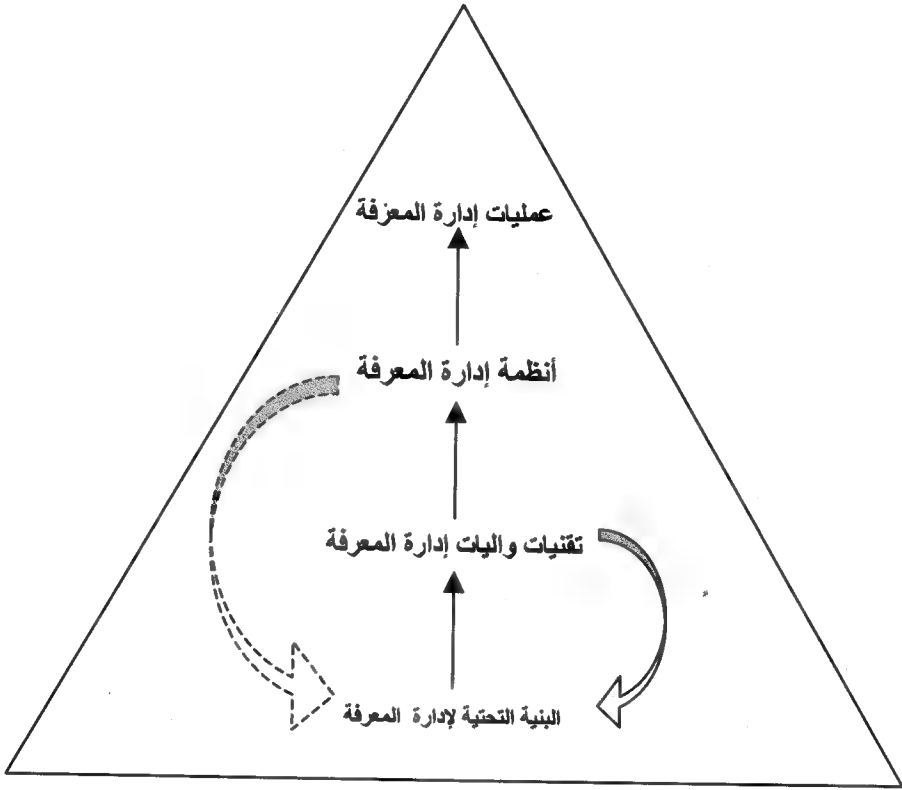 عمليات إدارة المعزفة
أنظمة إدارة المعرفة
تقنيات واليات إدارة المعرفة
البنية التحتية لإدارة المعرفة